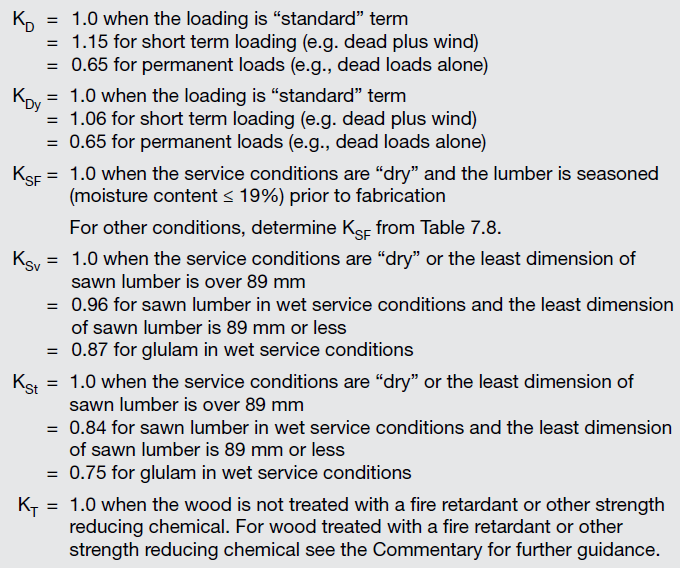 K_D = 1.0 when the loading is “standard” term
= 1.15 for short term loading (e.g. dead plus wind)
= 0.65 for permanent loads (e.g., dead loads alone)
K_Dy = 1.0 when the loading is “standard” term
= 1.06 for short term loading (e.g. dead plus wind)
= 0.65 for permanent loads (e.g., dead loads alone)
K_SF = 1.0 when the service conditions are “dry” and the lumber is seasoned
(moisture content ≤ 19%) prior to fabrication
For other conditions, determine K_SF from Table 7.8.
K_Sv = 1.0 when the service conditions are “dry” or the least dimension of
sawn lumber is over 89 mm
= 0.96 for sawn lumber in wet service conditions and the least dimension
of sawn lumber is 89 mm or less
= 0.87 for glulam in wet service conditions
K_St = 1.0 when the service conditions are “dry” or the least dimension of
sawn lumber is over 89 mm
= 0.84 for sawn lumber in wet service conditions and the least dimension
of sawn lumber is 89 mm or less
= 0.75 for glulam in wet service conditions
K_T = 1.0 when the wood is not treated with a fire retardant or other strength
reducing chemical. For wood treated with a fire retardant or other
strength reducing chemical see the Commentary for further guidance.